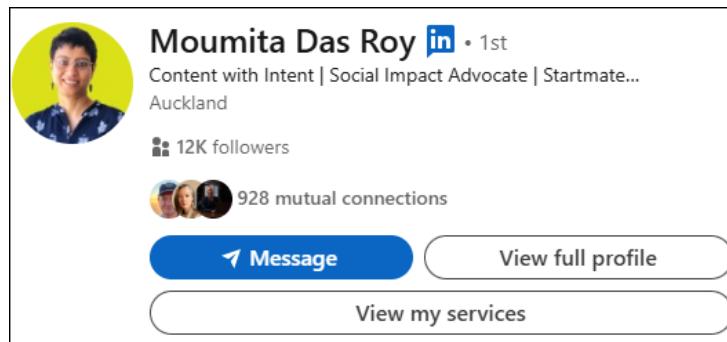 Moumita Das Roy in • 1st
Content with Intent | Social Impact Advocate | Startmate...
Auckland
12K followers
928 mutual connections
Message
View full profile
View my services